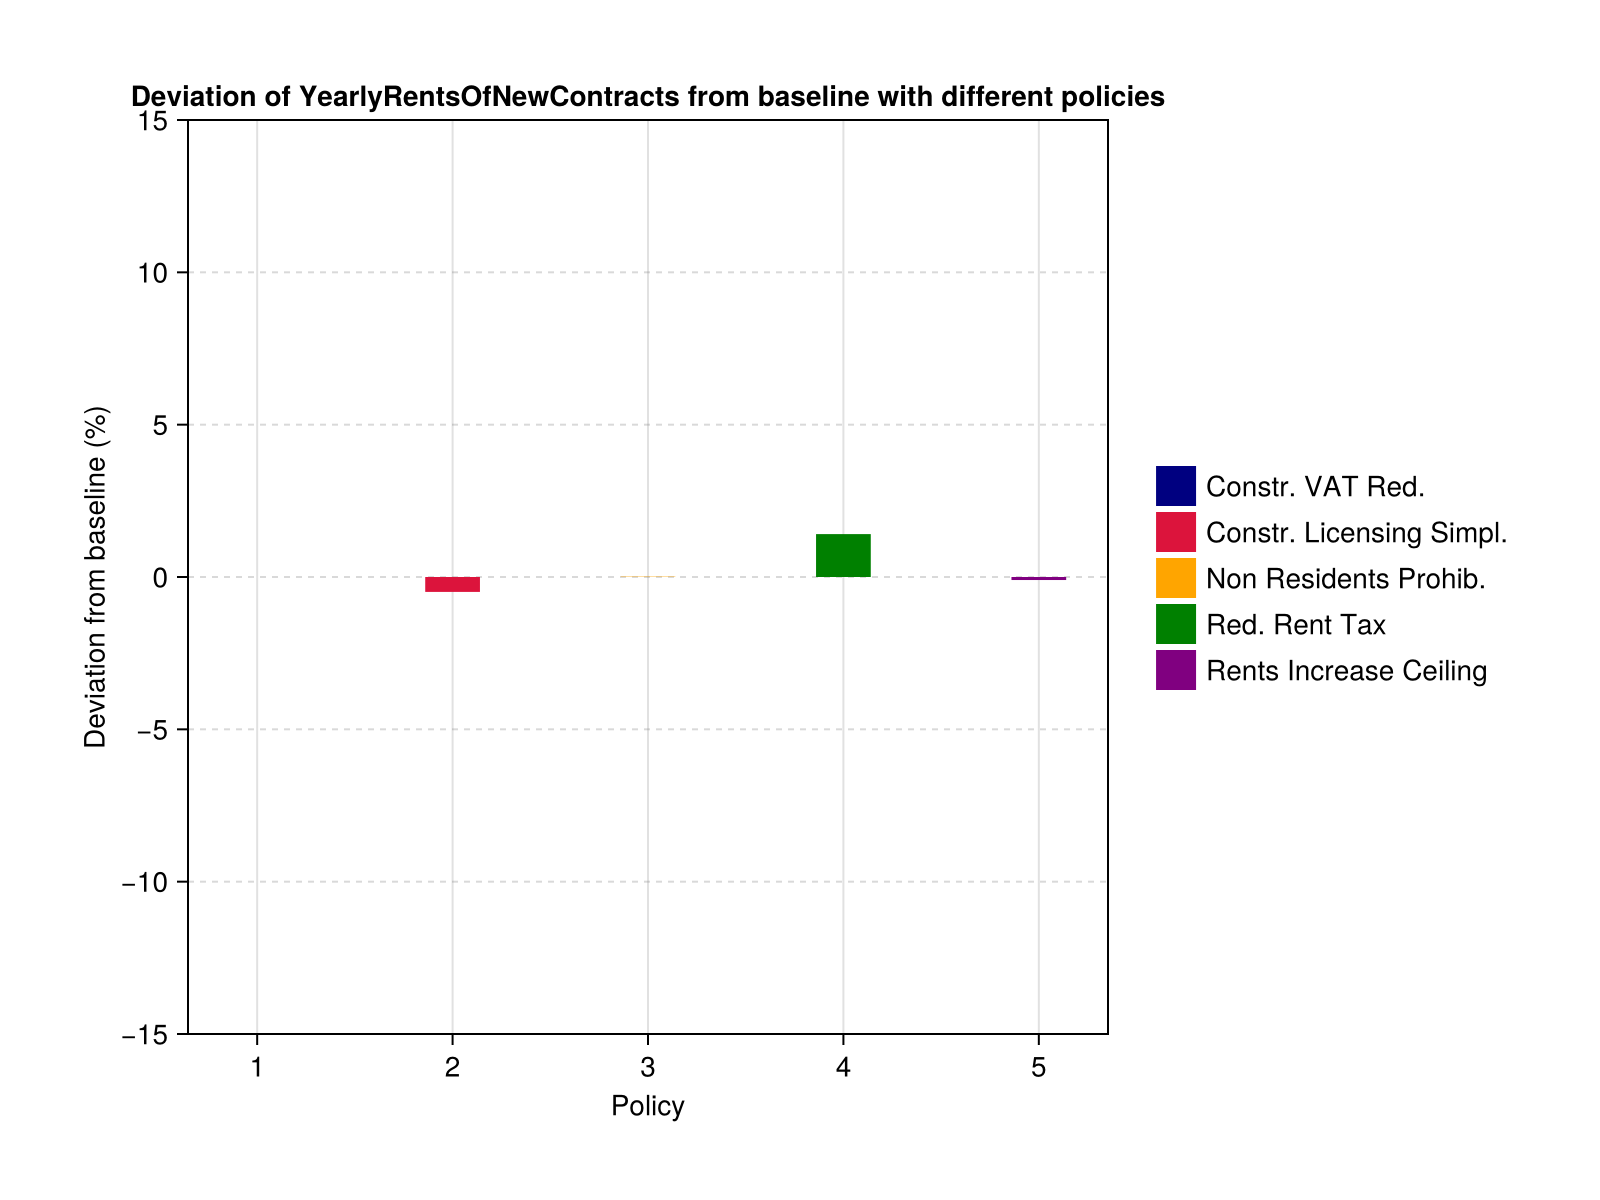 Deviation of YearlyRentsOfNewContracts from baseline with different policies
15
10
5
0
−5
−10
−15
Deviation from baseline (%)
1 2 3 4 5
Policy
Constr. VAT Red.
Constr. Licensing Simpl.
Non Residents Prohib.
Red. Rent Tax
Rents Increase Ceiling